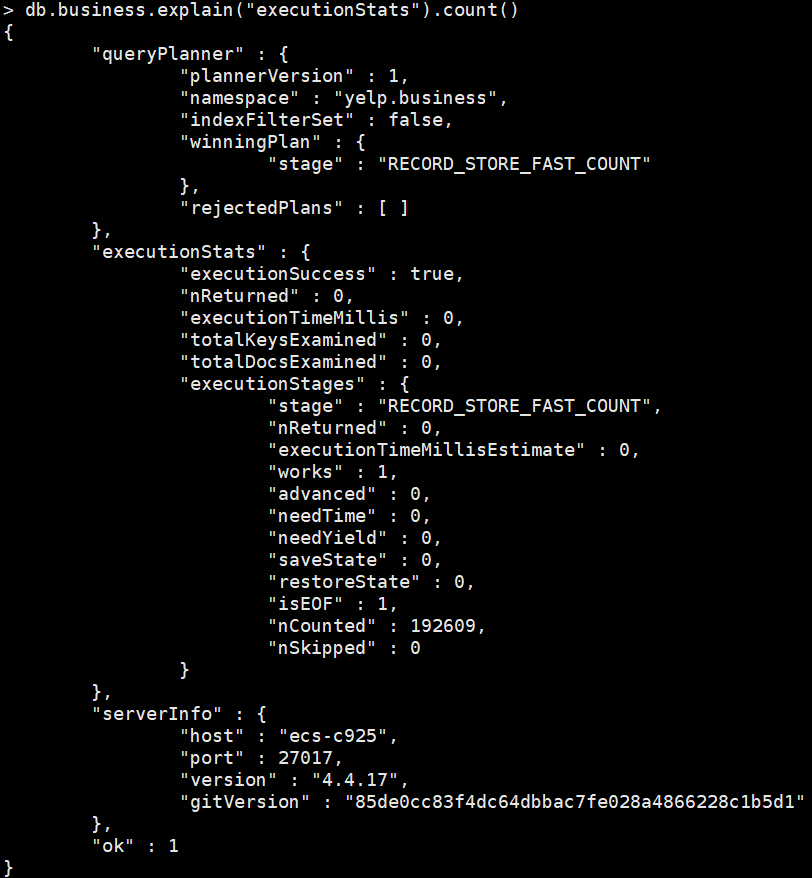 > db.business.explain("executionStats").count()
{
        "queryPlanner" : {
                "plannerVersion" : 1,
                "namespace" : "yelp.business",
                "indexFilterSet" : false,
                "winningPlan" : {
                        "stage" : "RECORD_STORE_FAST_COUNT"
                },
                "rejectedPlans" : [ ]
        },
        "executionStats" : {
                "executionSuccess" : true,
                "nReturned" : 0,
                "executionTimeMillis" : 0,
                "totalKeysExamined" : 0,
                "totalDocsExamined" : 0,
                "executionStages" : {
                        "stage" : "RECORD_STORE_FAST_COUNT",
                        "nReturned" : 0,
                        "executionTimeMillisEstimate" : 0,
                        "works" : 1,
                        "advanced" : 0,
                        "needTime" : 0,
                        "needYield" : 0,
                        "saveState" : 0,
                        "restoreState" : 0,
                        "isEOF" : 1,
                        "nCounted" : 192609,
                        "nSkipped" : 0
                }
        },
        "serverInfo" : {
                "host" : "ecs-c925",
                "port" : 27017,
                "version" : "4.4.17",
                "gitVersion" : "85de0cc83f4dc64dbbac7fe028a4866228c1b5d1"
        },
        "ok" : 1
}